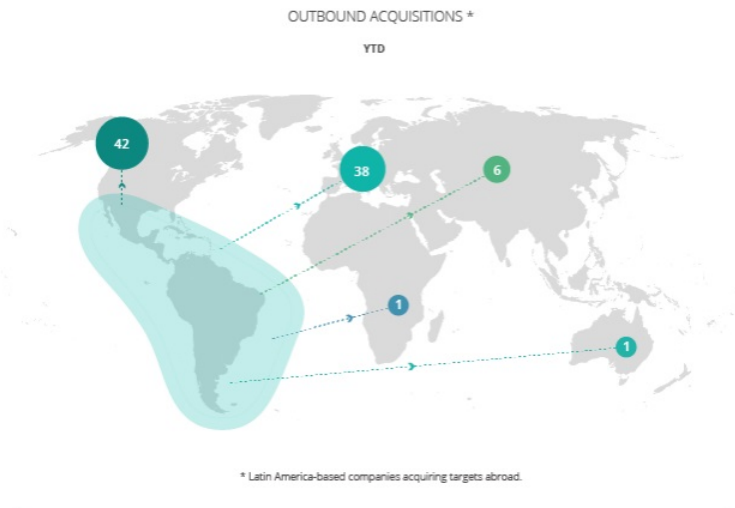 OUTBOUND ACQUISITIONS *
YTD
42
38
6
1
1
* Latin America-based companies acquiring targets abroad.